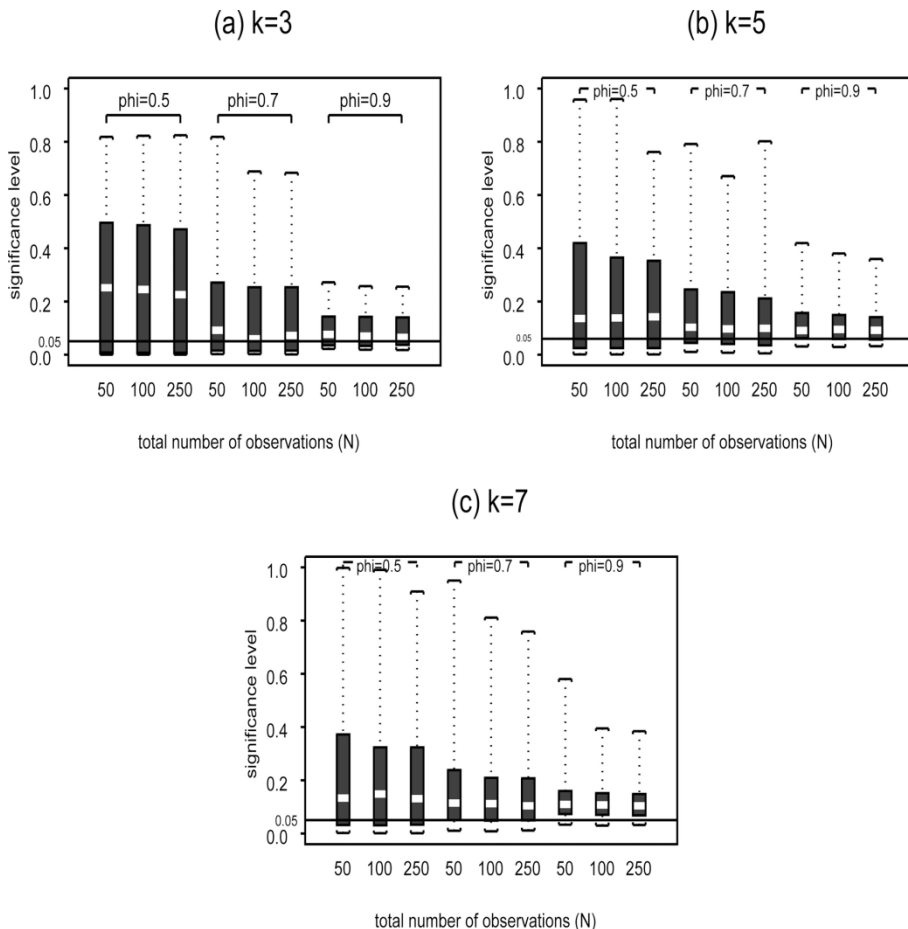 (a) k=3
phi=0.5 phi=0.7 phi=0.9
significance level
1.0
0.8
0.6
0.4
0.2
0.05
0.0
50 100 250 50 100 250 50 100 250
total number of observations (N)
(b) k=5
phi=0.5 phi=0.7 phi=0.9
significance level
1.0
0.8
0.6
0.4
0.2
0.05
0.0
50 100 250 50 100 250 50 100 250
total number of observations (N)
(c) k=7
phi=0.5 phi=0.7 phi=0.9
significance level
1.0
0.8
0.6
0.4
0.2
0.05
0.0
50 100 250 50 100 250 50 100 250
total number of observations (N)